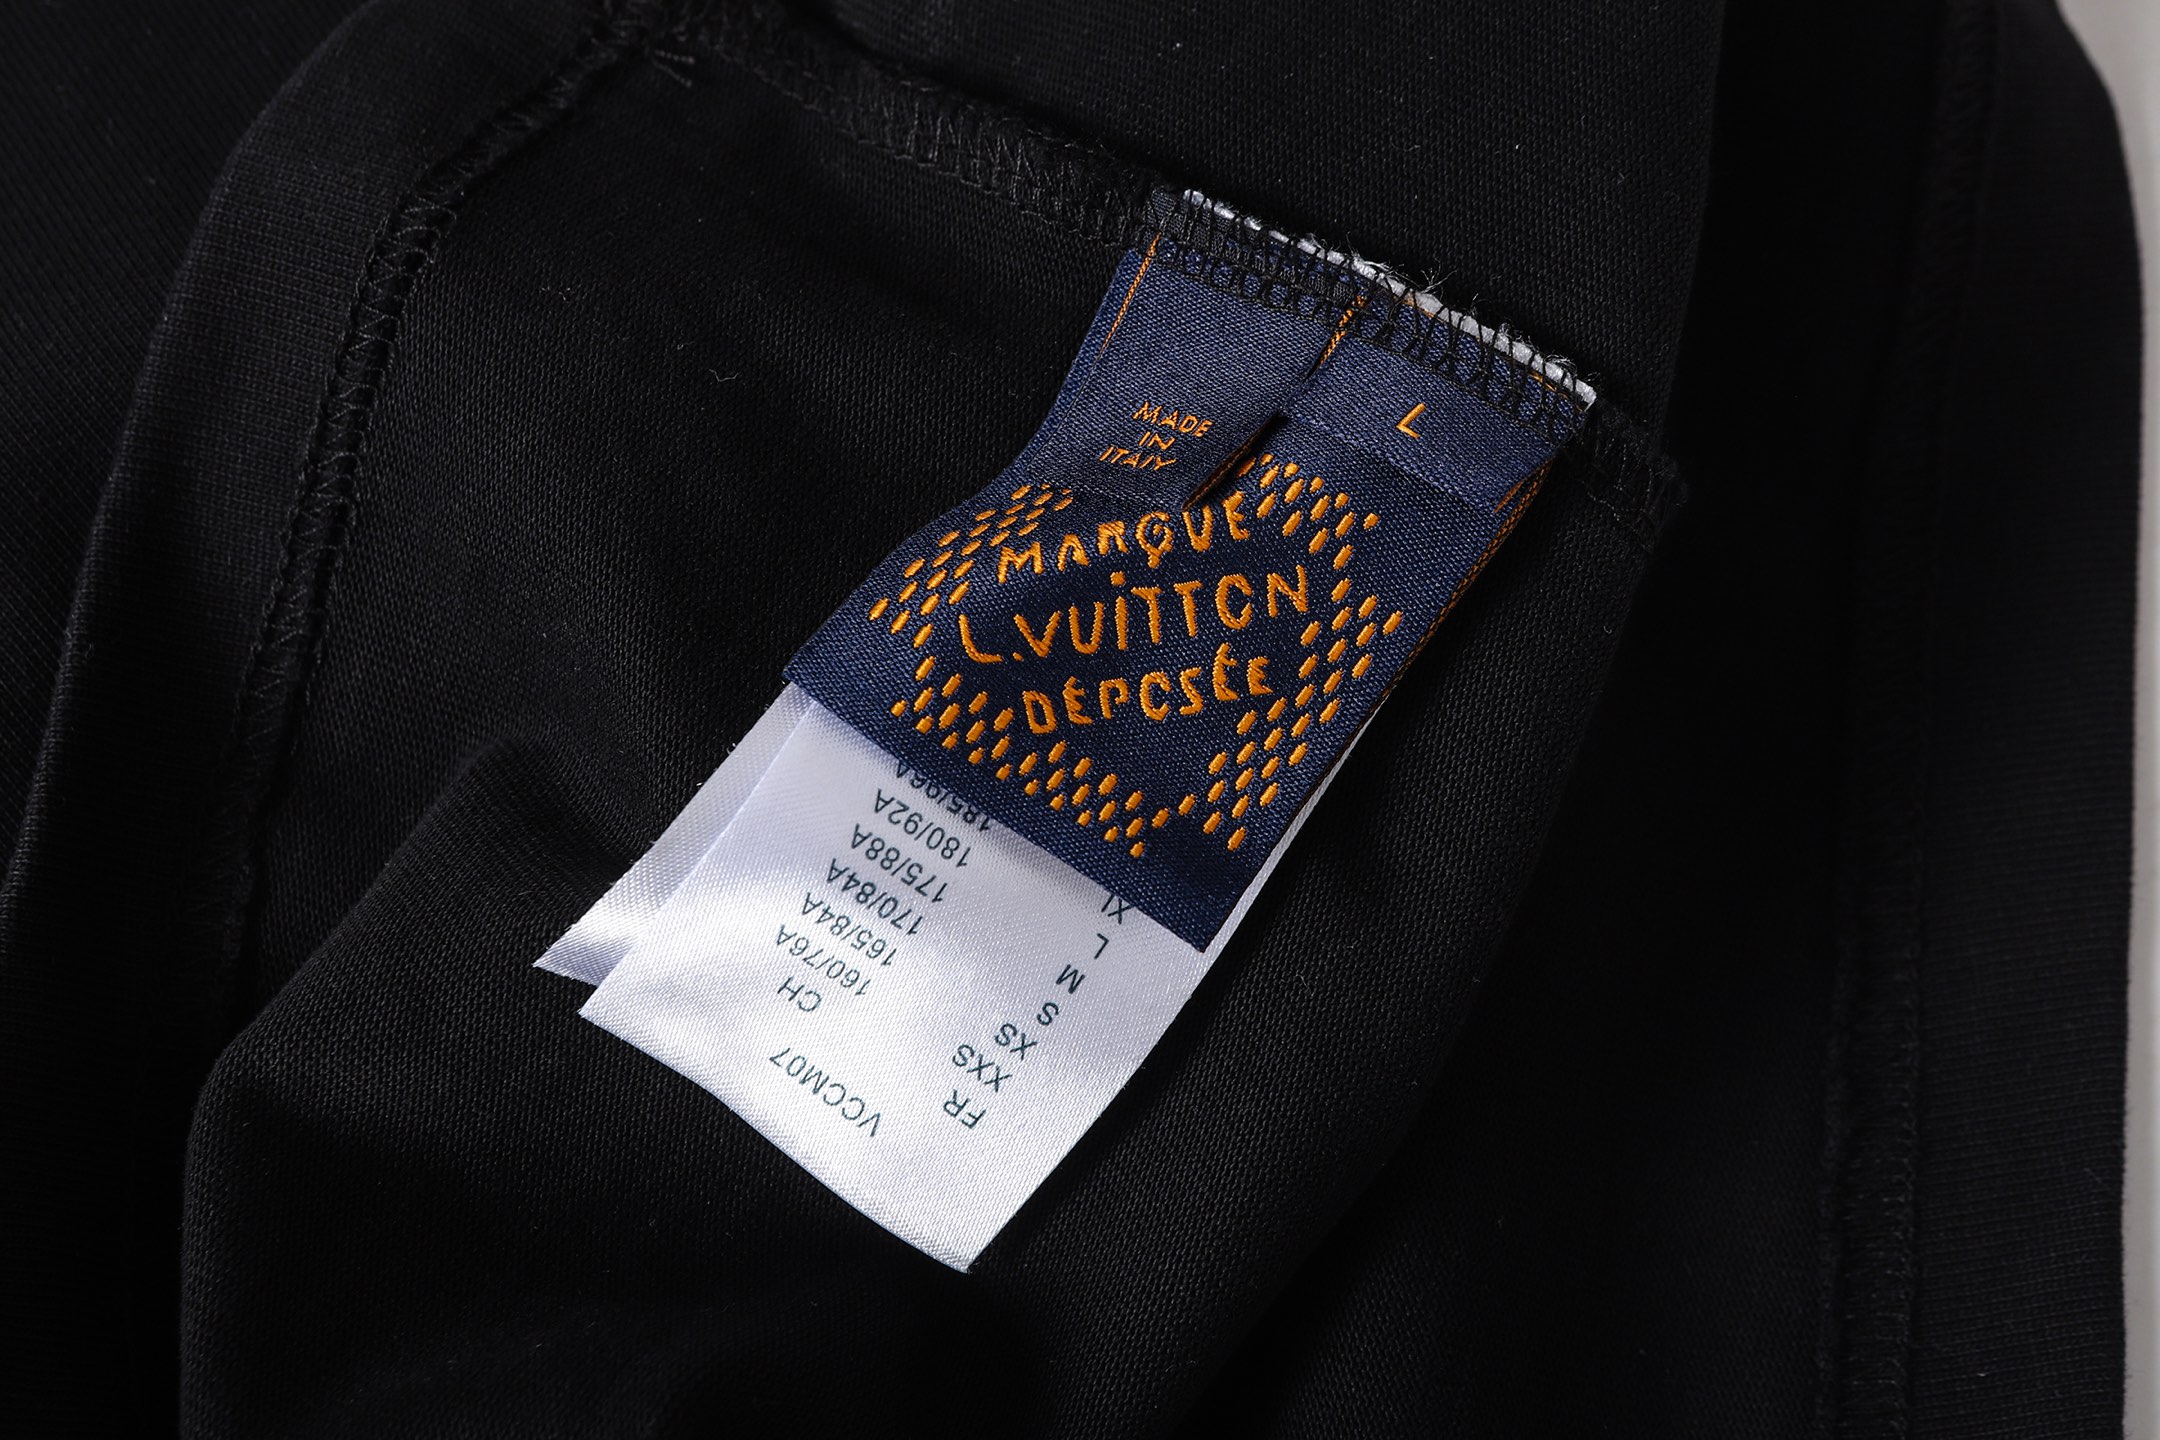 MADE
IN
ITALY
L
MARQUE
L.VUITTON
DÉPOSÉE
VCCM07
FR CH
XXS 160/76A
XS 165/84A
S 170/84A
M 175/88A
L 180/92A
XL 185/96A